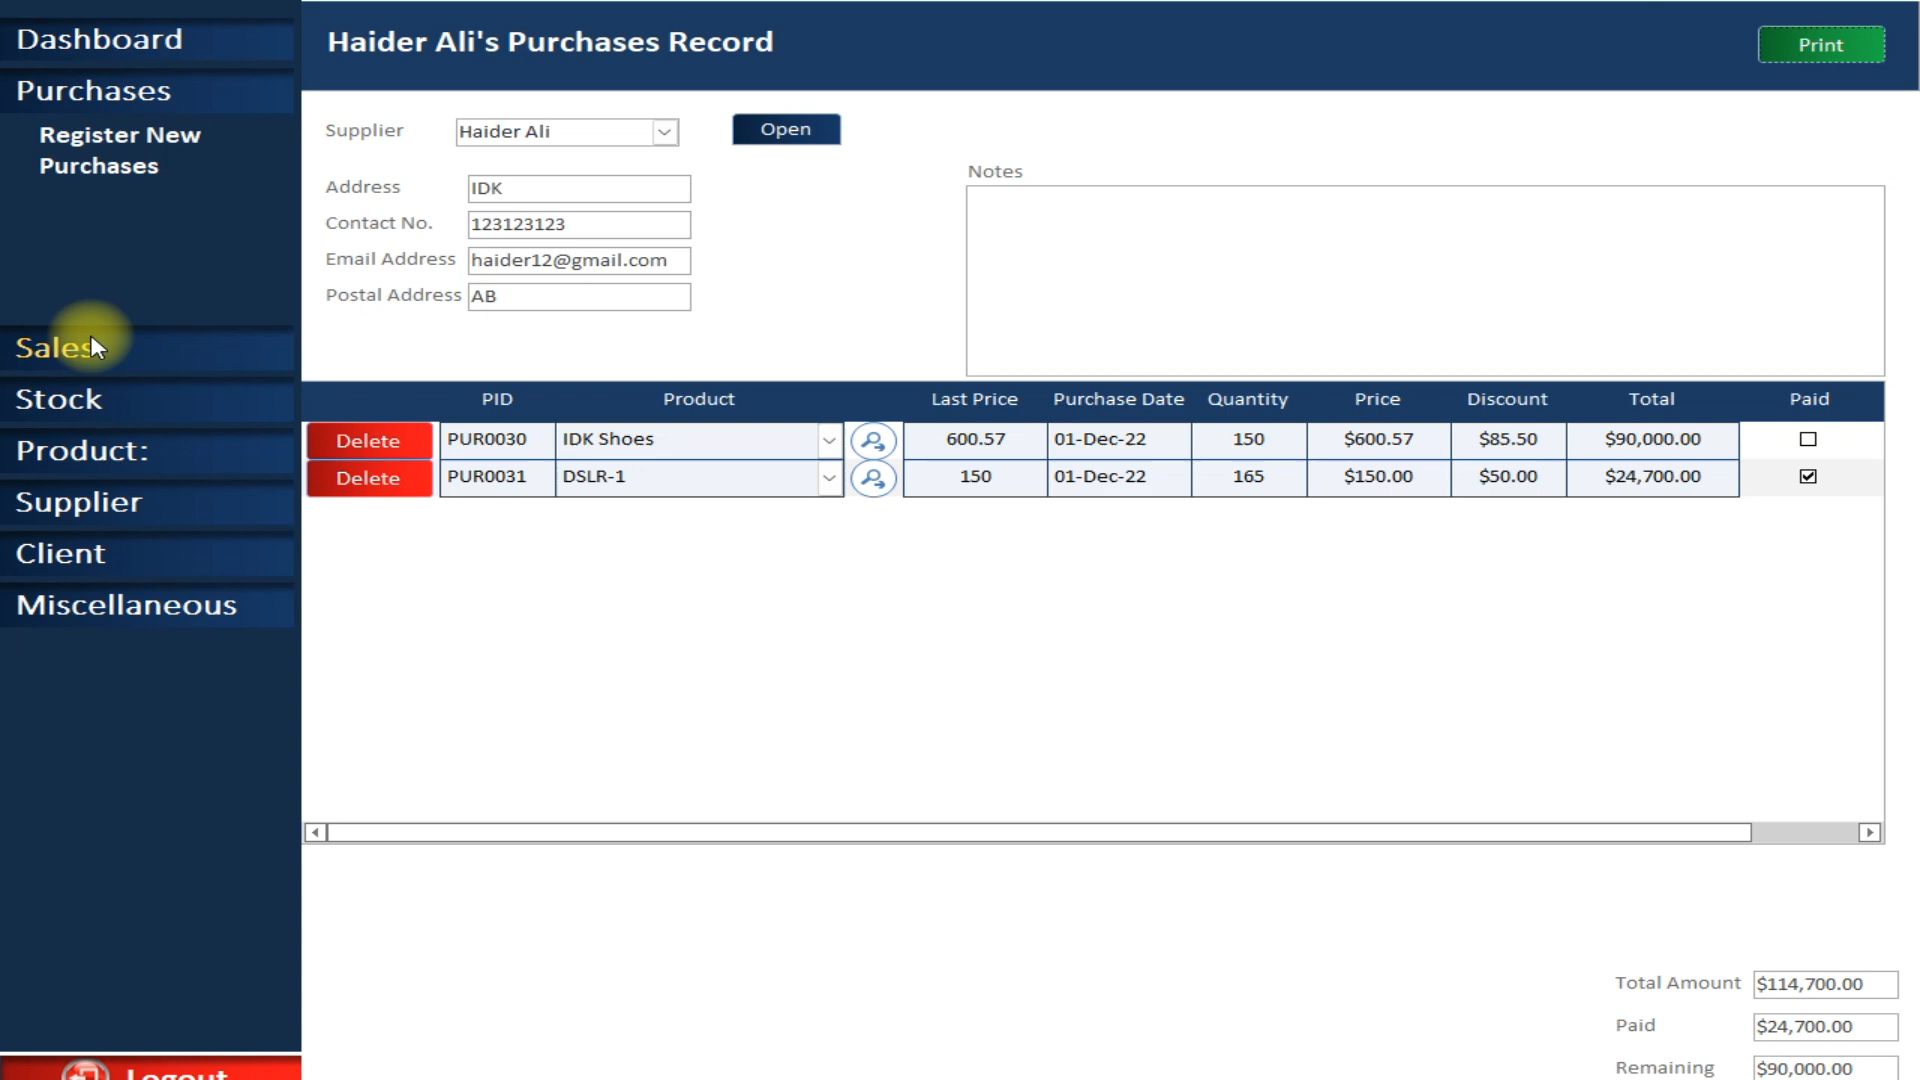 Dashboard
Purchases
Register New
Purchases
Sales
Stock
Product:
Supplier
Client
Miscellaneous
Logout
Haider Ali's Purchases Record
Print
Supplier Haider Ali Open
Notes
Address IDK
Contact No. 123123123
Email Address haider12@gmail.com
Postal Address AB
PID Product Last Price Purchase Date Quantity Price Discount Total Paid
Delete PUR0030 IDK Shoes 600.57 01-Dec-22 150 $600.57 $85.50 $90,000.00
Delete PUR0031 DSLR-1 150 01-Dec-22 165 $150.00 $50.00 $24,700.00
Total Amount $114,700.00
Paid $24,700.00
Remaining $90,000.00